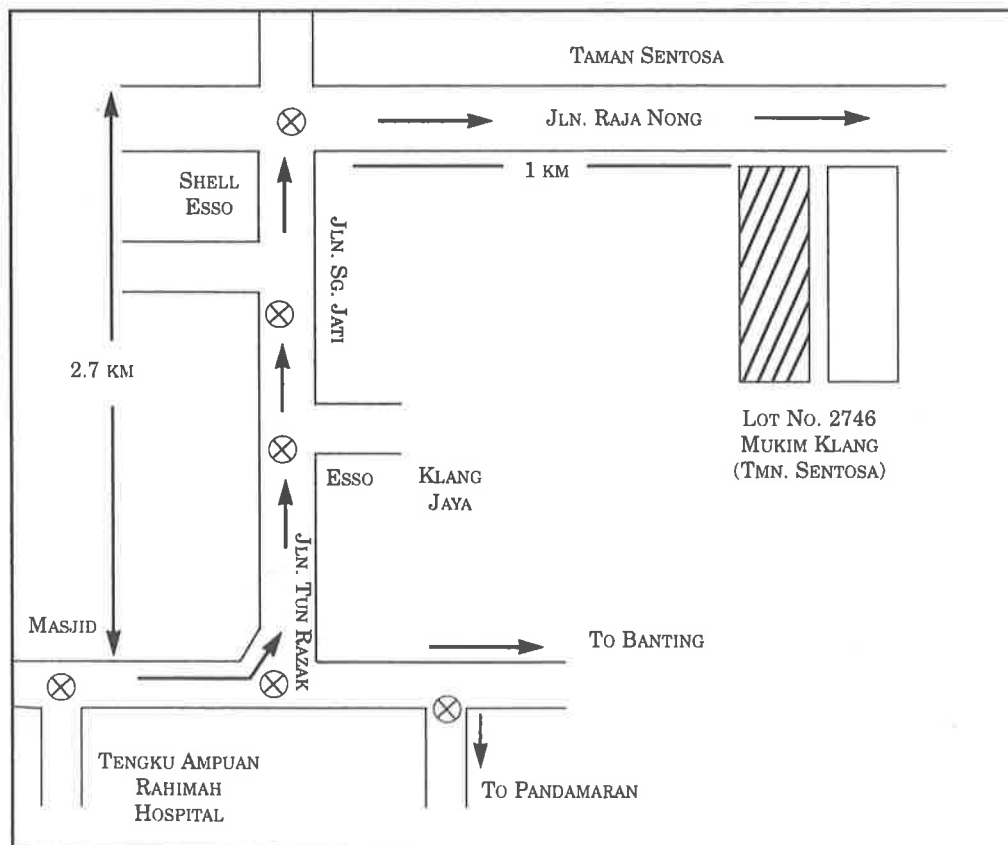 TAMAN SENTOSA
JLN. RAJA NONG
1 KM
SHELL
ESSO
JLN. SG. JATI
2.7 KM
LOT NO. 2746
MUKIM KLANG
(TMN. SENTOSA)
ESSO
KLANG
JAYA
JLN. TUN RAZAK
MASJID
TO BANTING
TENGKU AMPUAN
RAHIMAH
HOSPITAL
TO PANDAMARAN